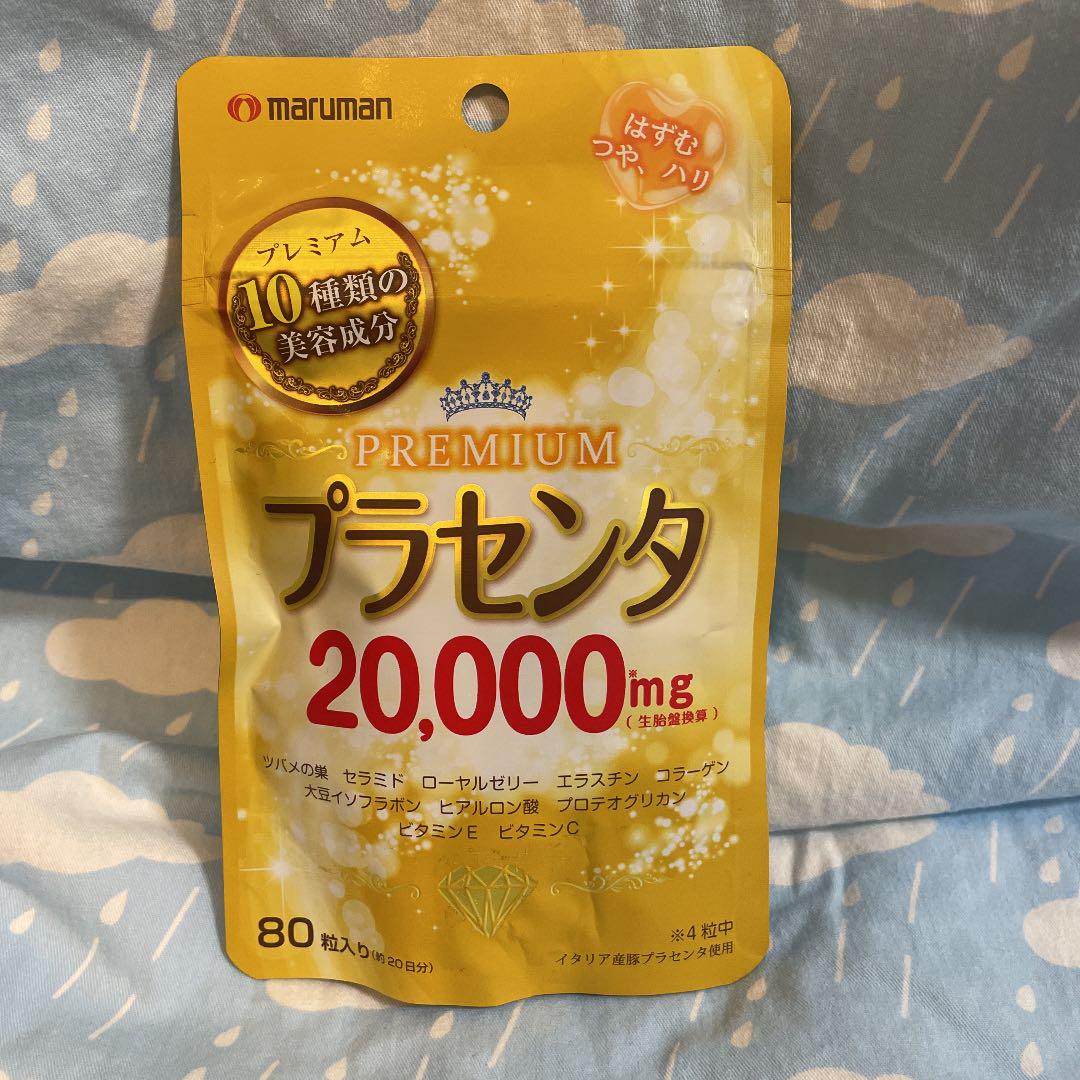 maruman
はずむ
つや、ハリ
プレミアム
10種類の
美容成分
PREMIUM
プラセンタ
20,000※mg
(生胎盤換算)
ツバメの巣 セラミド ローヤルゼリー エラスチン コラーゲン
大豆イソフラボン ヒアルロン酸 プロテオグリカン
ビタミンE ビタミンC
80粒入り(約20日分)
※4粒中
イタリア産豚プラセンタ使用